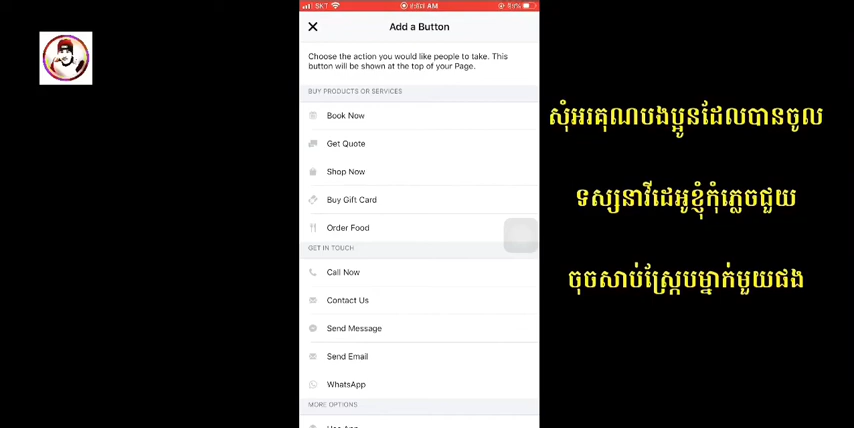 SKT
AM
Add a Button
Choose the action you would like people to take. This
button will be shown at the top of your Page.
BUY PRODUCTS OR SERVICES
Book Now
Get Quote
Shop Now
Buy Gift Card
Order Food
GET IN TOUCH
Call Now
Contact Us
Send Message
Send Email
WhatsApp
MORE OPTIONS
សុំអរគុណបងប្អូនដែលបានចូល
ទស្សនាវីដេអូខ្ញុំកុំភ្លេចជួយ
ចុចសាប់ស្ក្រែបម្នាក់មួយផង